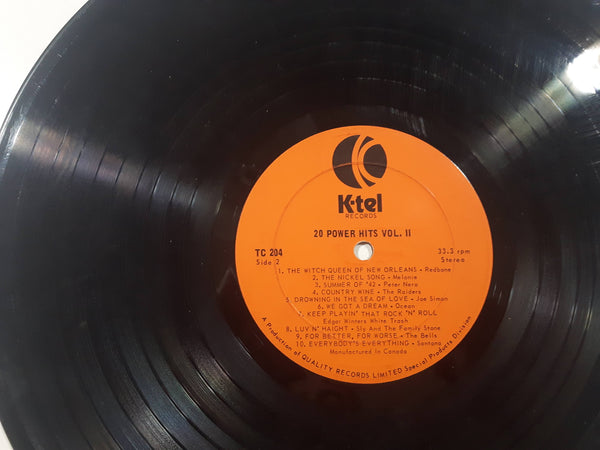 K-tel
RECORDS
20 POWER HITS VOL. II
TC 204
Side 2
33.3 rpm
Stereo
1. THE WITCH QUEEN OF NEW ORLEANS • Redbone
2. THE NICKEL SONG • Melanie
3. SUMMER OF '42 • Peter Nero
4. COUNTRY WINE • The Raiders
5. DROWNING IN THE SEA OF LOVE • Joe Simon
6. WE GOT A DREAM • Ocean
7. KEEP PLAYIN' THAT ROCK 'N' ROLL
Edgar Winters White Trash
8. LUV N' HAIGHT • Sly And The Family Stone
9. FOR BETTER, FOR WORSE • The Bells
10. EVERYBODY'S EVERYTHING • Santana
Manufactured in Canada
A Production of QUALITY RECORDS LIMITED Special Products Division